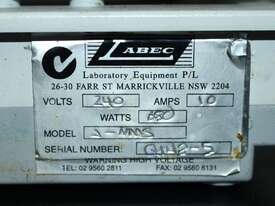 LABEC
Laboratory Equipment P/L
26-30 FARR ST MARRICKVILLE NSW 2204
VOLTS 240 AMPS 10
WATTS
MODEL
SERIAL NUMBER:
WARNING HIGH VOLTAGE
TEL: 02 9560 2811 FAX: 02 9560 6131